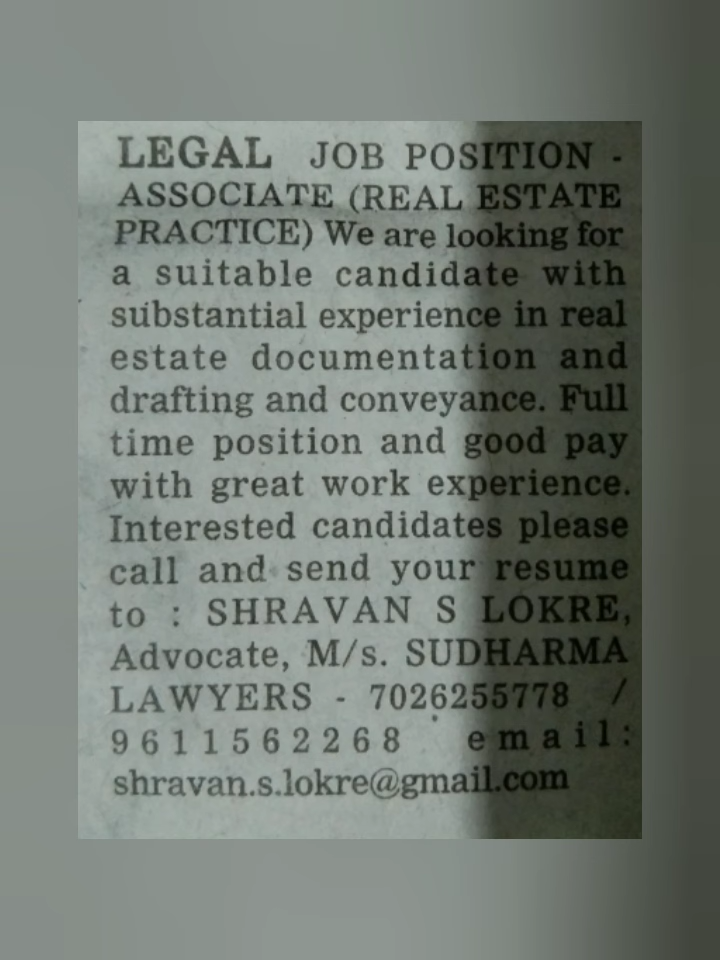 LEGAL JOB POSITION -
ASSOCIATE (REAL ESTATE
PRACTICE) We are looking for
a suitable candidate with
substantial experience in real
estate documentation and
drafting and conveyance. Full
time position and good pay
with great work experience.
Interested candidates please
call and send your resume
to : SHRAVAN S LOKRE,
Advocate, M/s. SUDHARMA
LAWYERS - 7026255778 /
9611562268 email:
shravan.s.lokre@gmail.com